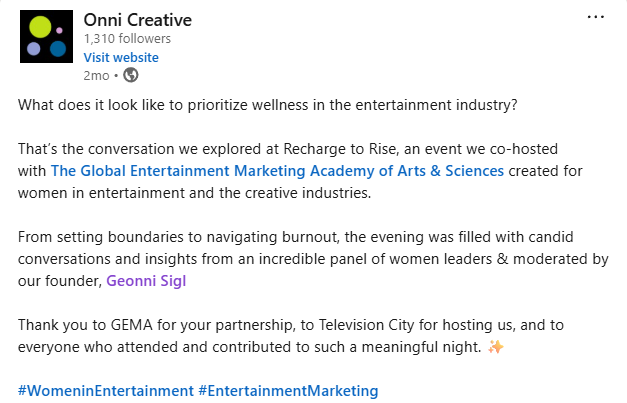 Onni Creative
1,310 followers
Visit website
2mo •
What does it look like to prioritize wellness in the entertainment industry?
That's the conversation we explored at Recharge to Rise, an event we co-hosted
with The Global Entertainment Marketing Academy of Arts & Sciences created for
women in entertainment and the creative industries.
From setting boundaries to navigating burnout, the evening was filled with candid
conversations and insights from an incredible panel of women leaders & moderated by
our founder, Geonni Sigl
Thank you to GEMA for your partnership, to Television City for hosting us, and to
everyone who attended and contributed to such a meaningful night. ✨
#WomeninEntertainment #EntertainmentMarketing